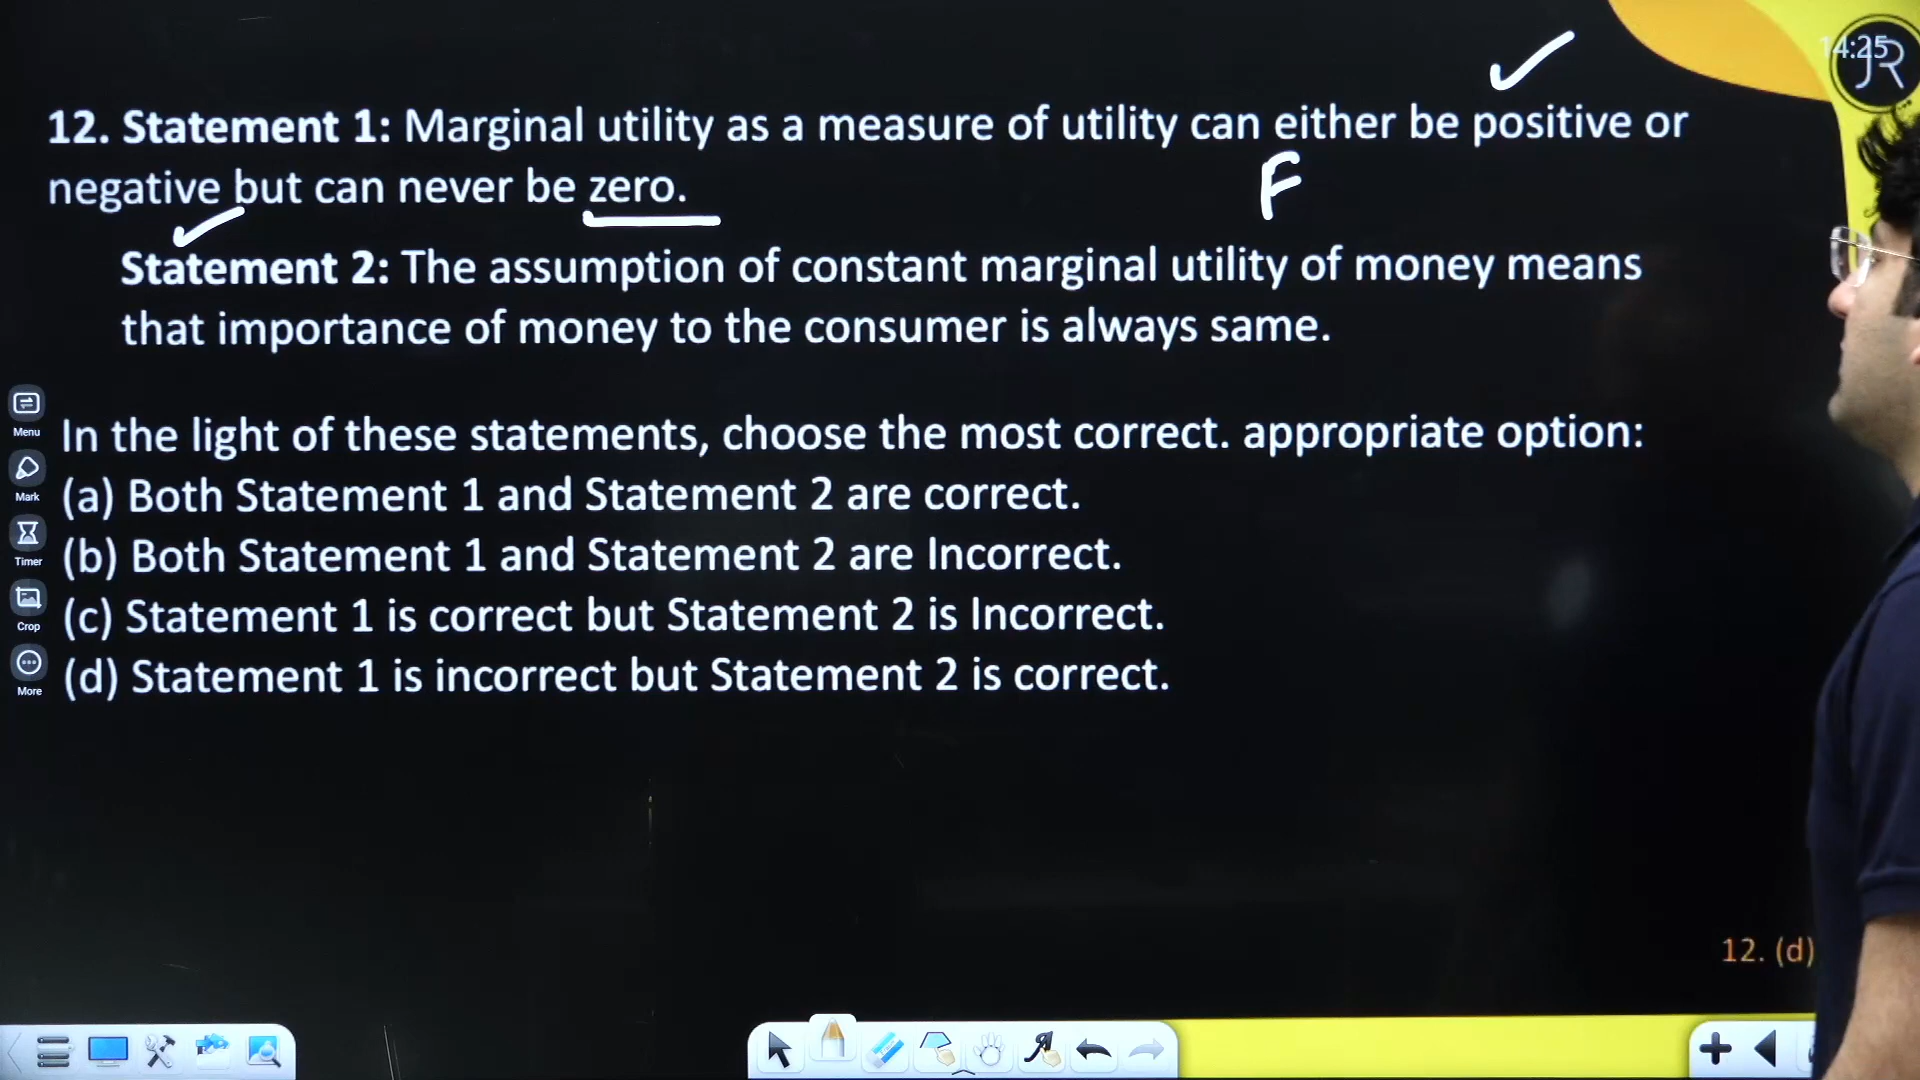 14:25
JR
12. Statement 1: Marginal utility as a measure of utility can either be positive or
negative but can never be zero.
F
Statement 2: The assumption of constant marginal utility of money means
that importance of money to the consumer is always same.
In the light of these statements, choose the most correct. appropriate option:
(a) Both Statement 1 and Statement 2 are correct.
(b) Both Statement 1 and Statement 2 are Incorrect.
(c) Statement 1 is correct but Statement 2 is Incorrect.
(d) Statement 1 is incorrect but Statement 2 is correct.
Menu
Mark
Timer
Crop
More
12. (d)